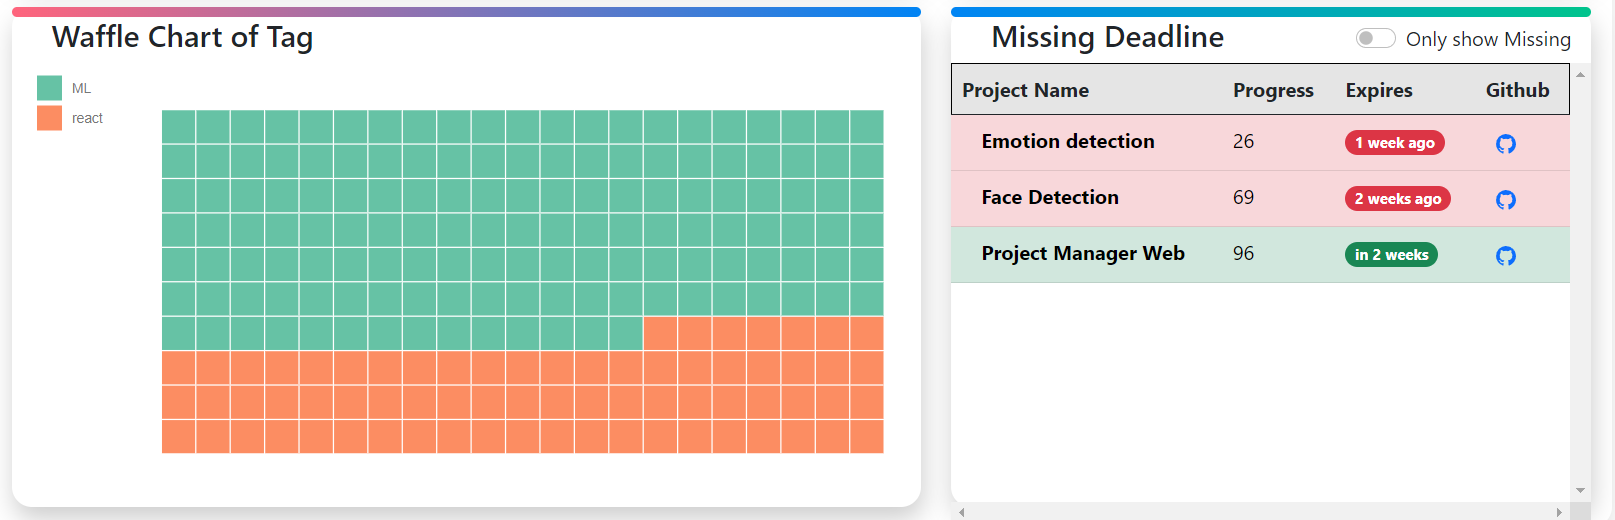 Waffle Chart of Tag
ML
react
Missing Deadline
Only show Missing
Project Name Progress Expires Github
Emotion detection 26 1 week ago
Face Detection 69 2 weeks ago
Project Manager Web 96 in 2 weeks